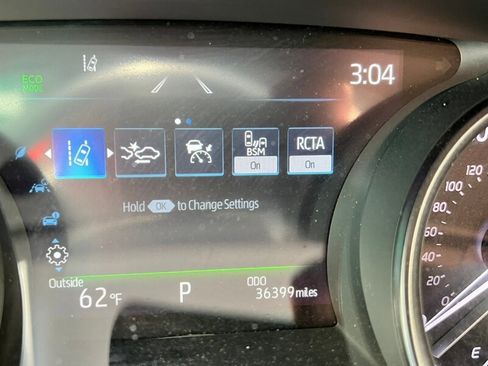 ECO
MODE
3:04
BSM
On
RCTA
On
Hold OK to Change Settings
Outside
62°F
P
ODO
36399 miles
120
100
80
60
40
20
0
E